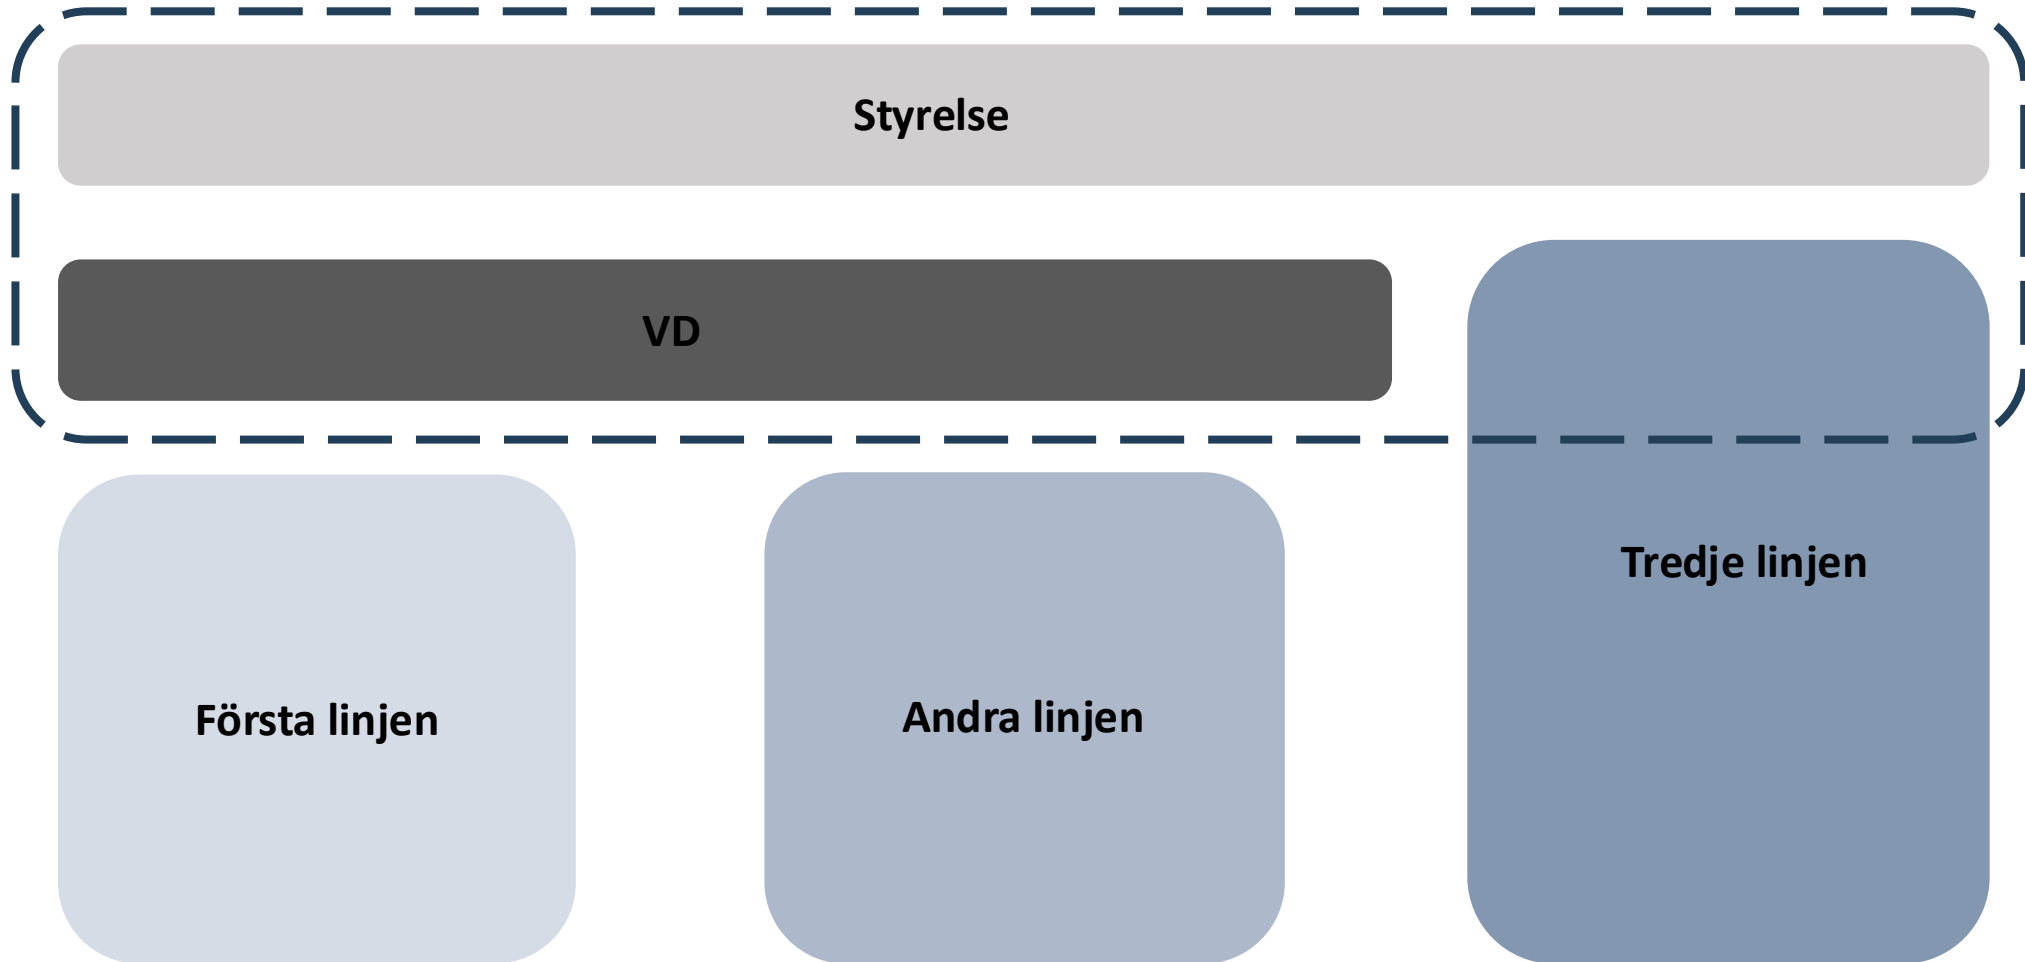 Styrelse
VD
Tredje linjen
Första linjen
Andra linjen